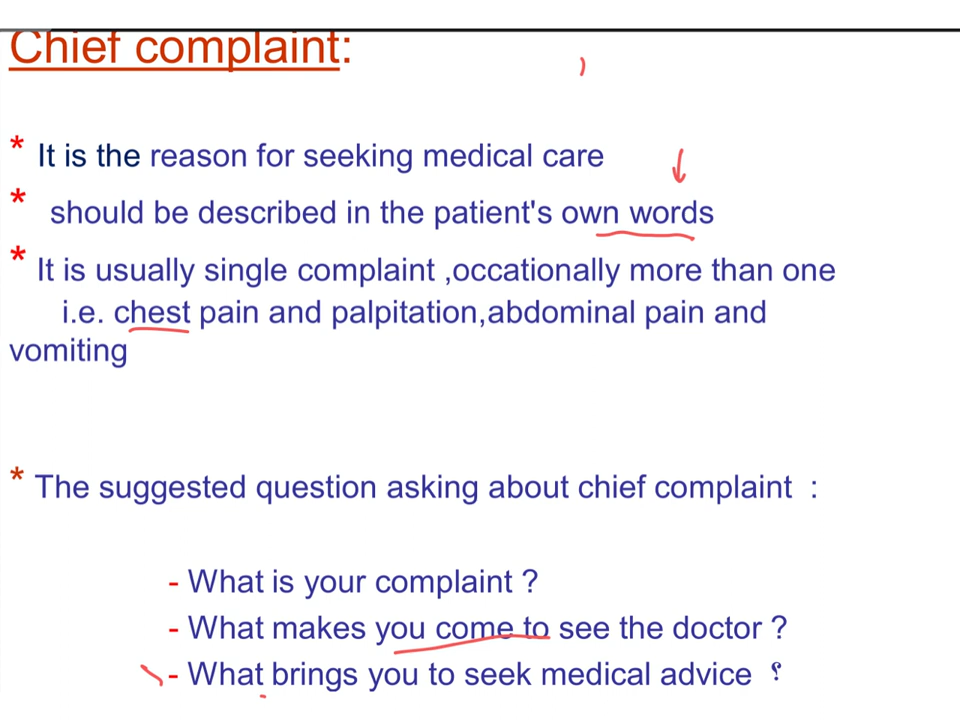 Chief complaint:
* It is the reason for seeking medical care
* should be described in the patient's own words
* It is usually single complaint ,occationally more than one
i.e. chest pain and palpitation,abdominal pain and
vomiting
* The suggested question asking about chief complaint :
- What is your complaint ?
- What makes you come to see the doctor ?
- What brings you to seek medical advice ؟